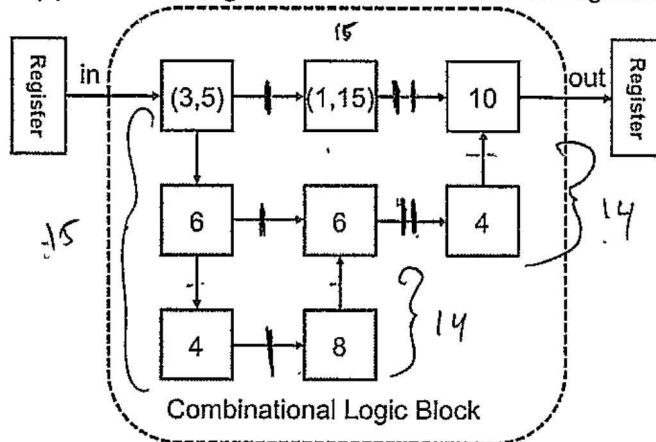 15
Register
in
(3,5)
(1,15)
10
out
Register
6
6
4
15
14
4
8
14
Combinational Logic Block